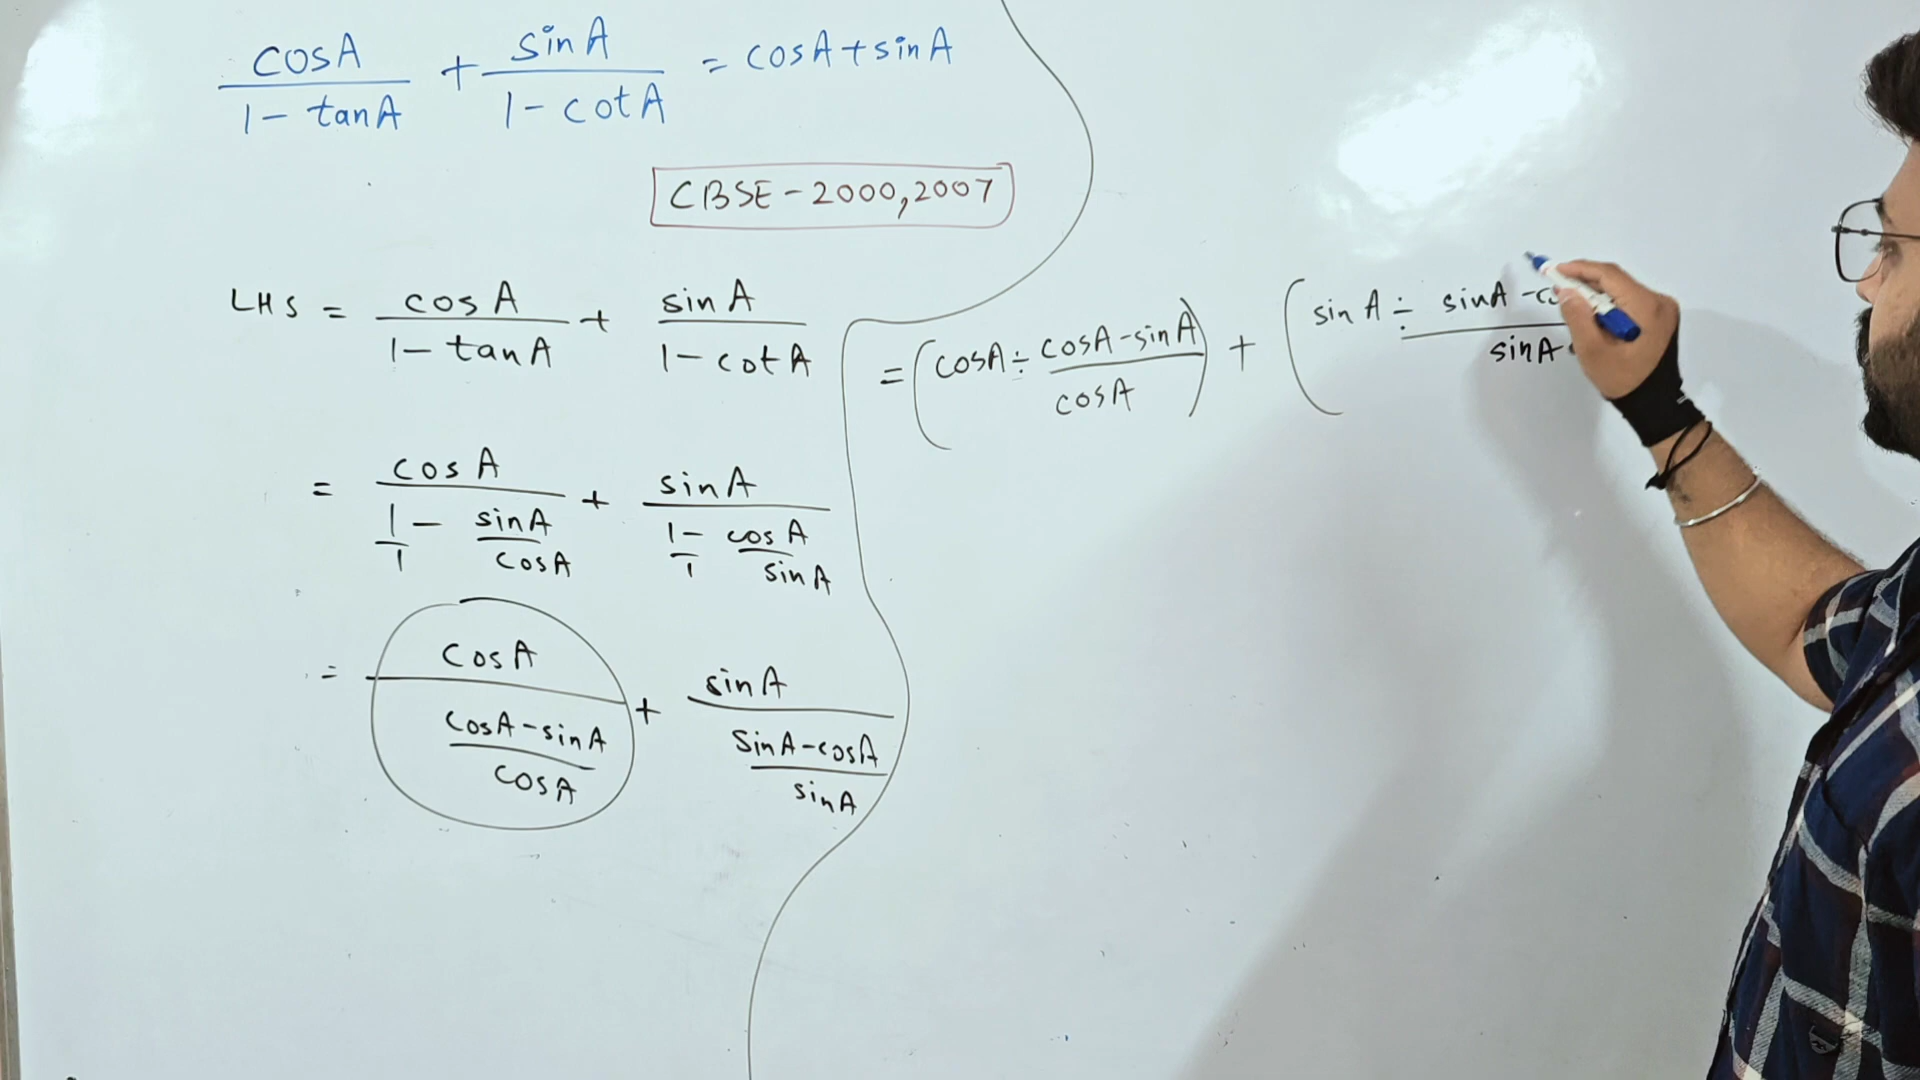 cosA/(1 - tanA) + sinA/(1 - cotA) = cosA + sinA
CBSE - 2000, 2007
LHS = cosA/(1 - tanA) + sinA/(1 - cotA)
= cosA/(1/1 - sinA/cosA) + sinA/(1/1 - cosA/sinA)
= cosA/((cosA - sinA)/cosA) + sinA/((sinA - cosA)/sinA)
= (cosA ÷ (cosA - sinA)/cosA) + (sinA ÷ sinA - / sinA